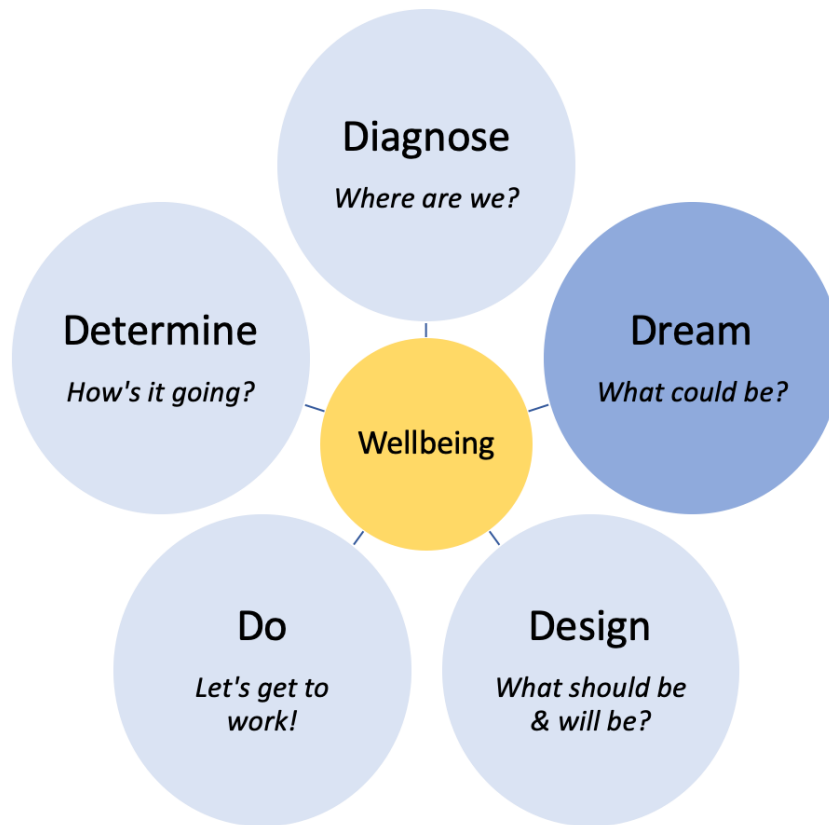 Diagnose
Where are we?
Dream
What could be?
Design
What should be
& will be?
Do
Let's get to
work!
Determine
How's it going?
Wellbeing